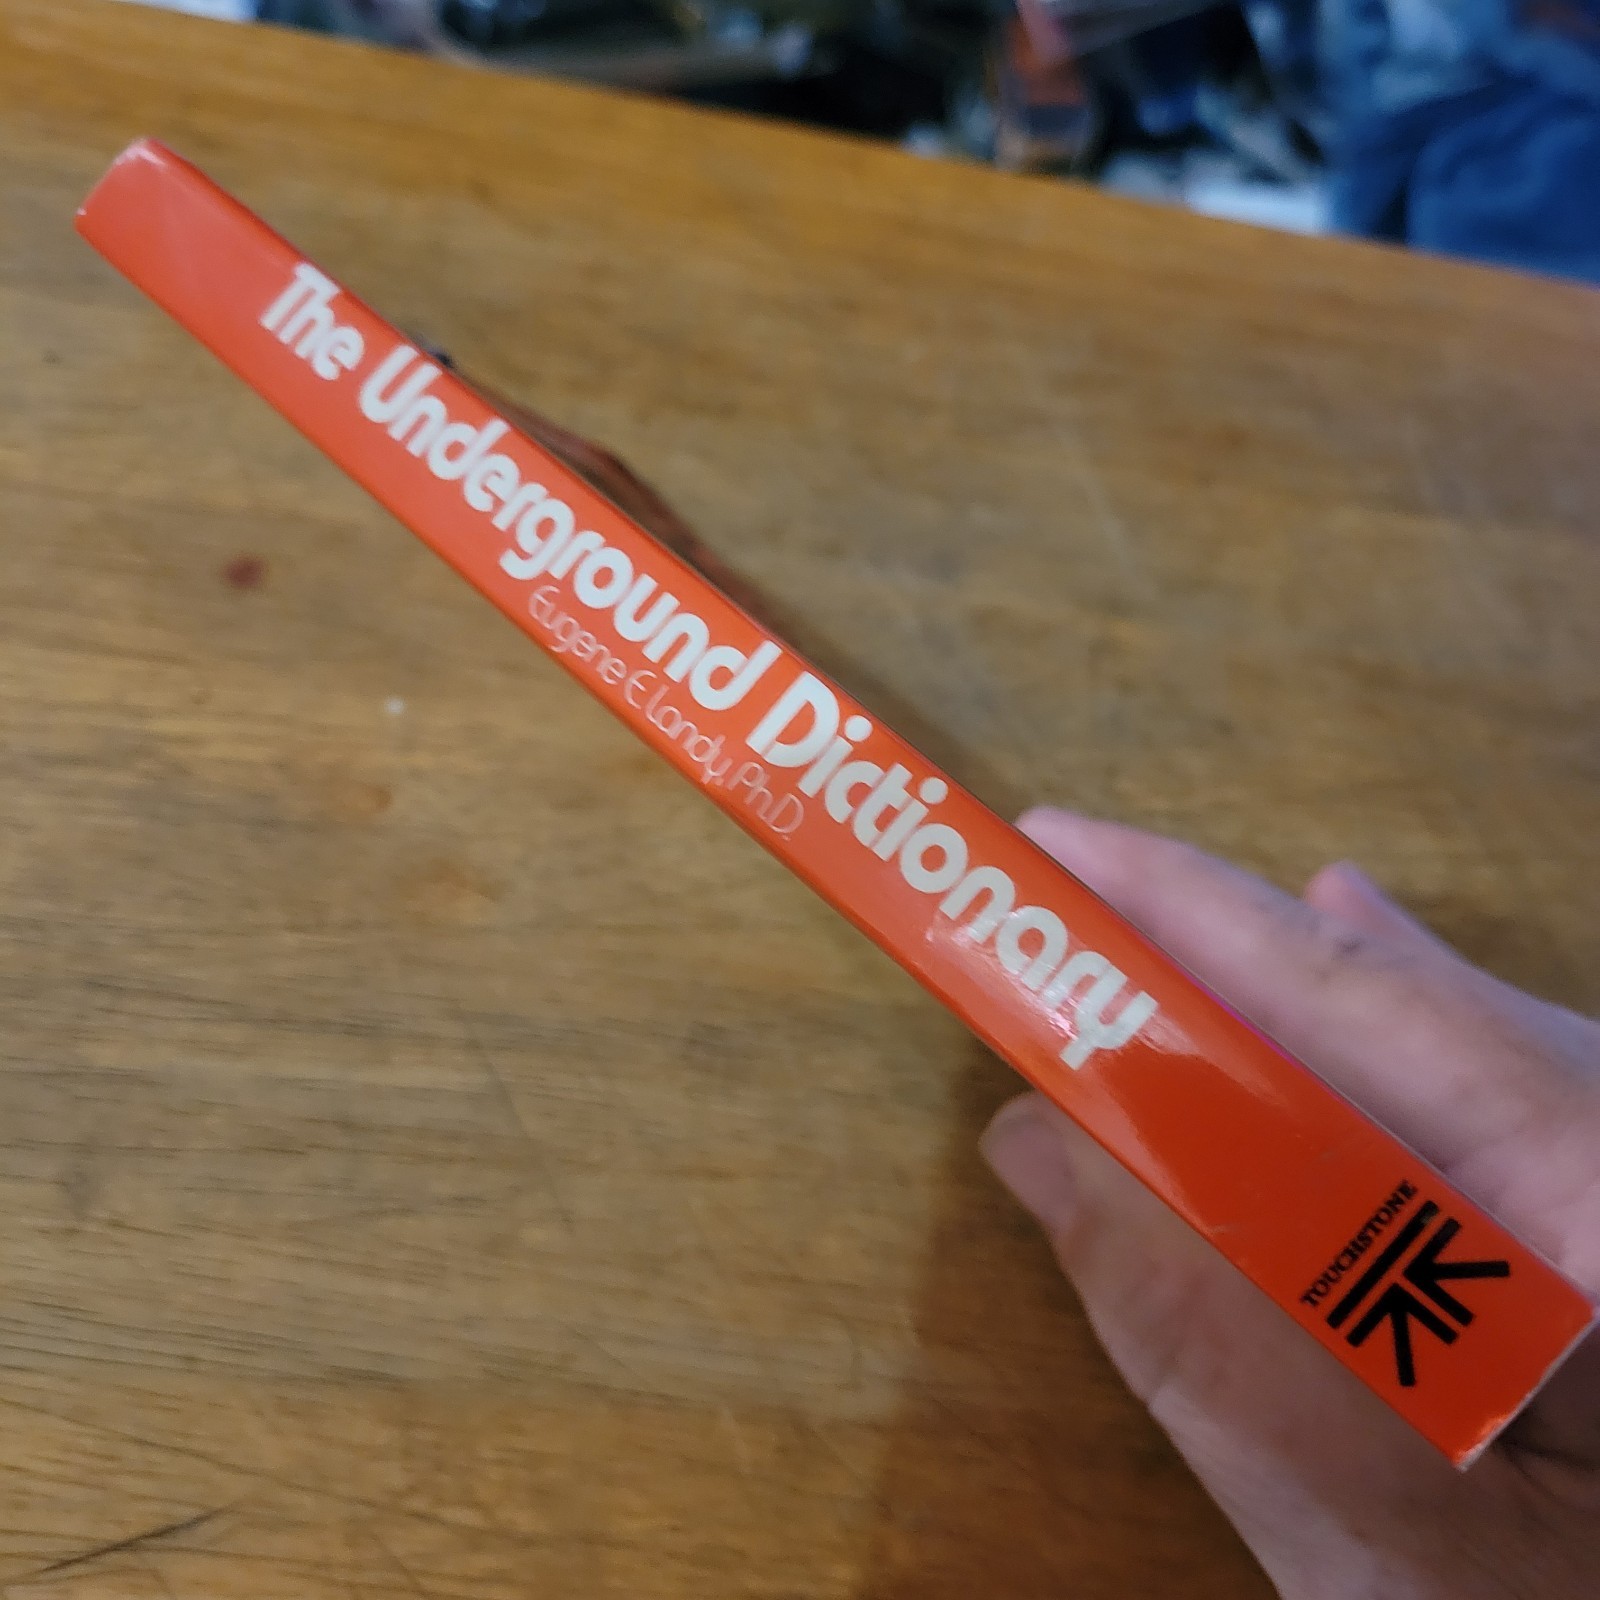 The Underground Dictionary
Eugene E. Landy, Ph.D.
TOUCHSTONE